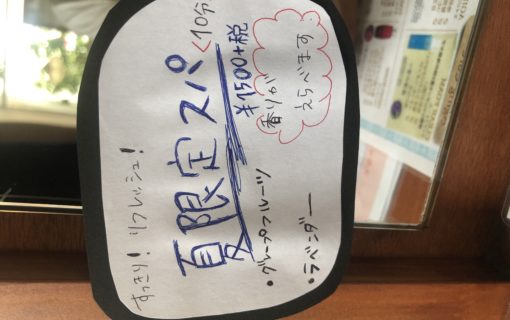 すっきり！リフレッシュ！
夏限定スパ
<10分
¥1500+税
香りが
えらべます
・グレープフルーツ
・ラベンダー